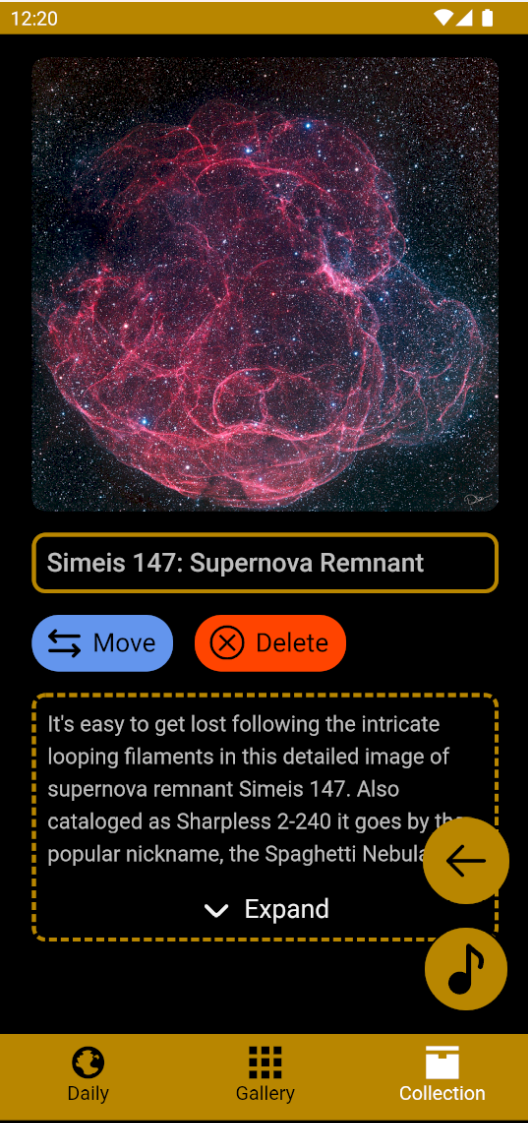 12:20
Simeis 147: Supernova Remnant
Move
Delete
It's easy to get lost following the intricate
looping filaments in this detailed image of
supernova remnant Simeis 147. Also
cataloged as Sharpless 2-240 it goes by the
popular nickname, the Spaghetti Nebula
Expand
Daily
Gallery
Collection